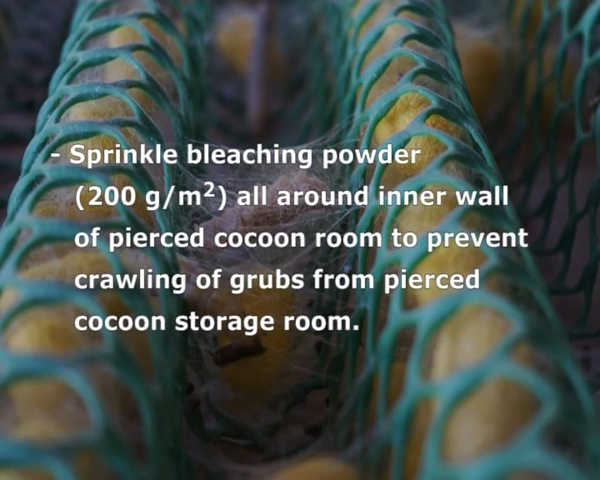 - Sprinkle bleaching powder
(200 g/m²) all around inner wall
of pierced cocoon room to prevent
crawling of grubs from pierced
cocoon storage room.